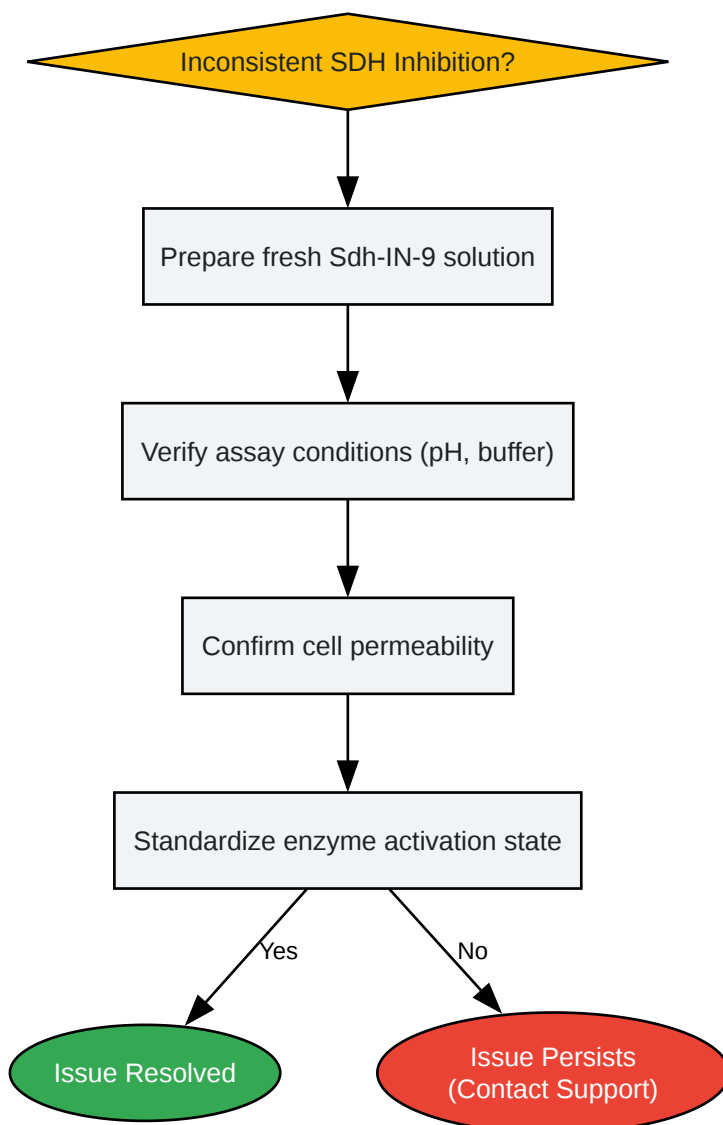 Inconsistent SDH Inhibition?
Prepare fresh Sdh-IN-9 solution
Verify assay conditions (pH, buffer)
Confirm cell permeability
Standardize enzyme activation state
Yes
No
Issue Resolved
Issue Persists
(Contact Support)